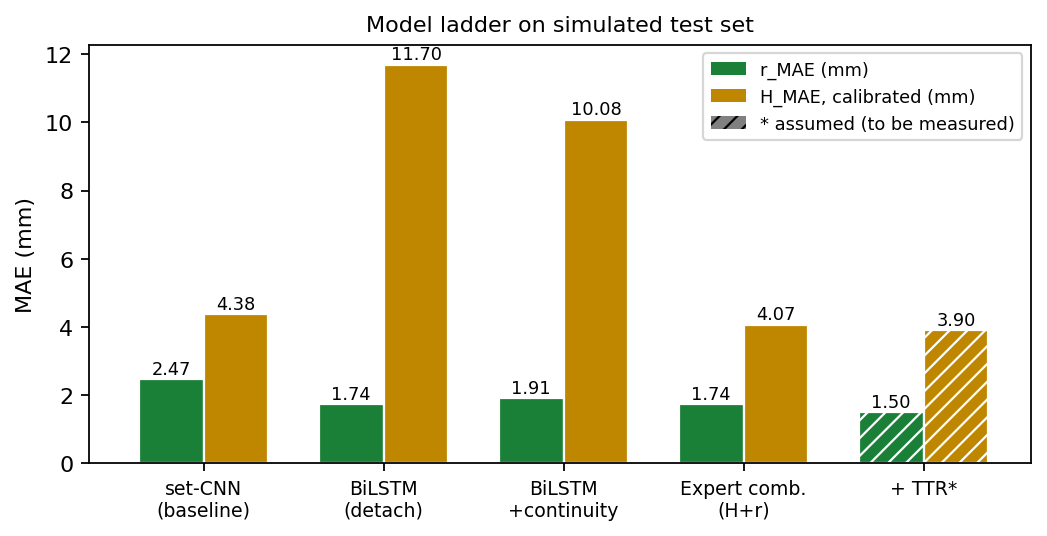 Model ladder on simulated test set
r_MAE (mm)
H_MAE, calibrated (mm)
* assumed (to be measured)
MAE (mm)
12
10
8
6
4
2
0
2.47
4.38
1.74
11.70
1.91
10.08
1.74
4.07
1.50
3.90
set-CNN
(baseline)
BiLSTM
(detach)
BiLSTM
+continuity
Expert comb.
(H+r)
+ TTR*